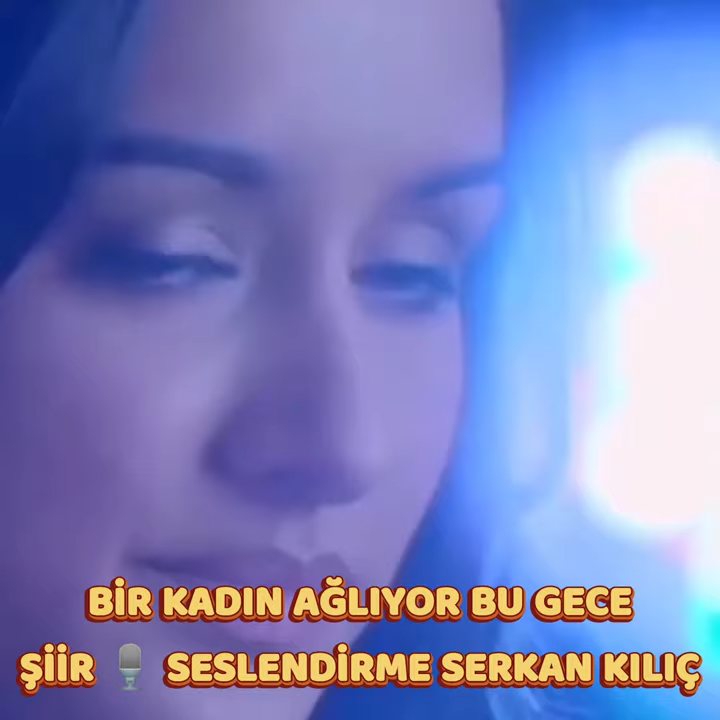 BİR KADIN AĞLIYOR BU GECE
ŞİİR 🎙️ SESLENDİRME SERKAN KILIÇ